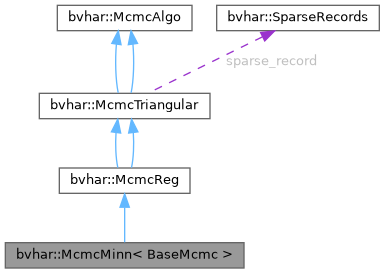 bvhar::McmcAlgo
bvhar::SparseRecords
sparse_record
bvhar::McmcTriangular
bvhar::McmcReg
bvhar::McmcMinn< BaseMcmc >